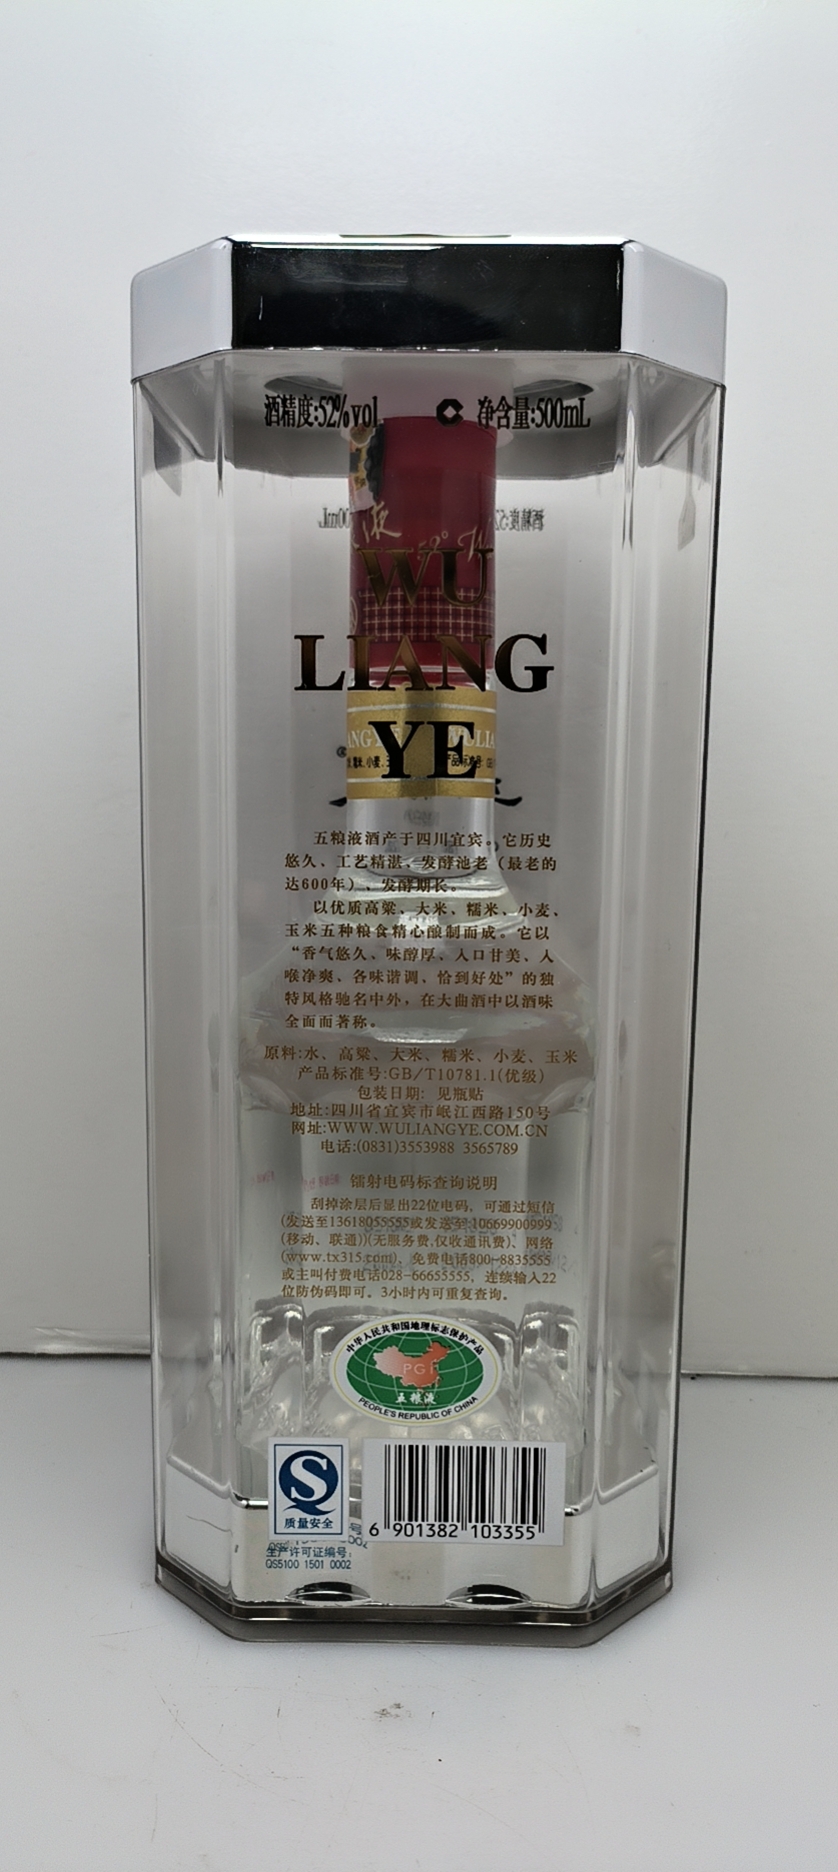 酒精度:52%vol 净含量:500mL
液
52°
WU
LIANG
YE
五粮液酒产于四川宜宾。它历史
悠久、工艺精湛、发酵池老（最老的
达600年）、发酵期长。
以优质高粱、大米、糯米、小麦、
玉米五种粮食精心酿制而成。它以
“香气悠久、味醇厚、入口甘美、入
喉净爽、各味谐调、恰到好处”的独
特风格驰名中外，在大曲酒中以酒味
全面而著称。
原料:水、高粱、大米、糯米、小麦、玉米
产品标准号:GB/T10781.1(优级)
包装日期: 见瓶贴
地址:四川省宜宾市岷江西路150号
网址:WWW.WULIANGYE.COM.CN
电话:(0831)3553988 3565789
镭射电码标查询说明
刮掉涂层后显出22位电码，可通过短信
(发送至13618055555或发送至10669900999
(移动、联通))(无服务费,仅收通讯费)、网络
(www.tx315.com)、免费电话800-8835555
或主叫付费电话028-66655555，连续输入22
位防伪码即可。3小时内可重复查询。
中华人民共和国地理标志保护产品
PGI
五粮液
PEOPLE'S REPUBLIC OF CHINA
质量安全
6 901382 103355
生产许可证编号:
QS5100 1501 0002